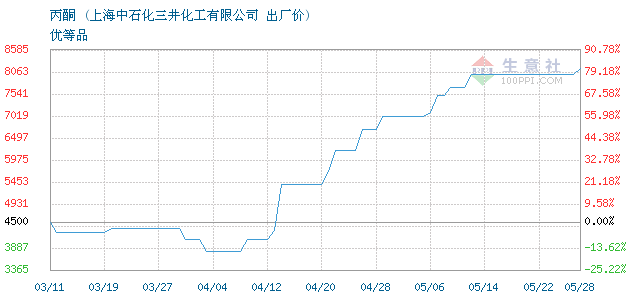 丙酮 (上海中石化三井化工有限公司 出厂价)
优等品
8585 90.78%
8063 79.18%
7541 67.58%
7019 55.98%
6497 44.38%
5975 32.78%
5453 21.18%
4931 9.58%
4500 0.00%
3887 -13.62%
3365 -25.22%
生意社
100PPI.COM
03/11 03/19 03/27 04/04 04/12 04/20 04/28 05/06 05/14 05/22 05/28